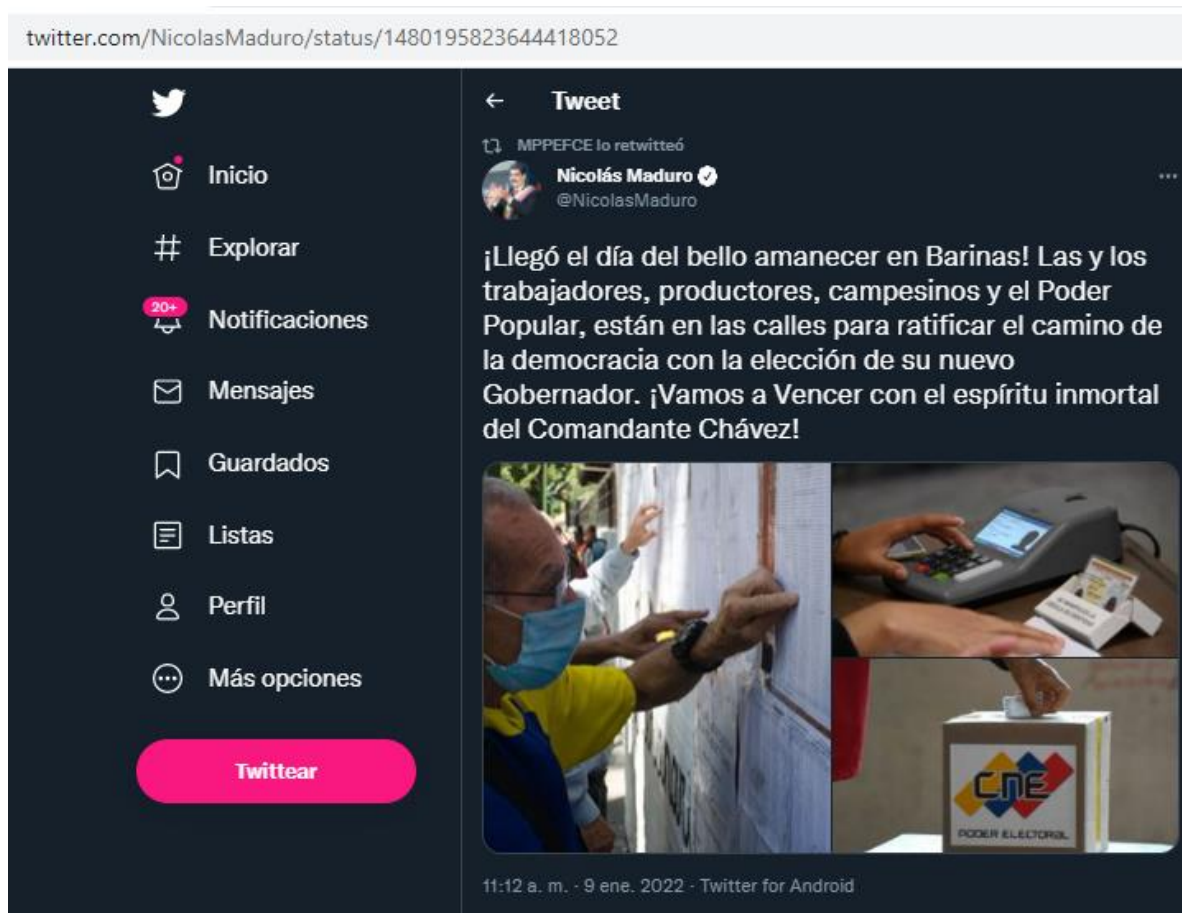 twitter.com/NicolasMaduro/status/1480195823644418052
Inicio
Explorar
20+
Notificaciones
Mensajes
Guardados
Listas
Perfil
Más opciones
Twittear
Tweet
MPPEFCE lo retwitteó
Nicolás Maduro
@NicolasMaduro
¡Llegó el día del bello amanecer en Barinas! Las y los
trabajadores, productores, campesinos y el Poder
Popular, están en las calles para ratificar el camino de
la democracia con la elección de su nuevo
Gobernador. ¡Vamos a Vencer con el espíritu inmortal
del Comandante Chávez!
CNE
PODER ELECTORAL
11:12 a. m. · 9 ene. 2022 · Twitter for Android